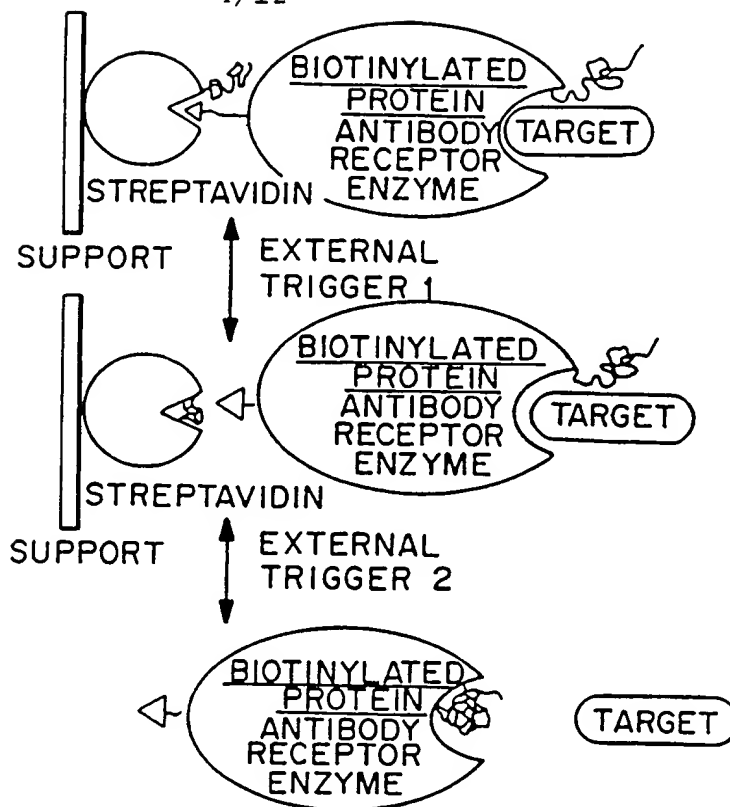 BIOTINYLATED
PROTEIN
ANTIBODY
RECEPTOR
ENZYME
TARGET
STREPTAVIDIN
SUPPORT
EXTERNAL
TRIGGER 1
BIOTINYLATED
PROTEIN
ANTIBODY
RECEPTOR
ENZYME
TARGET
STREPTAVIDIN
SUPPORT
EXTERNAL
TRIGGER 2
BIOTINYLATED
PROTEIN
ANTIBODY
RECEPTOR
ENZYME
TARGET